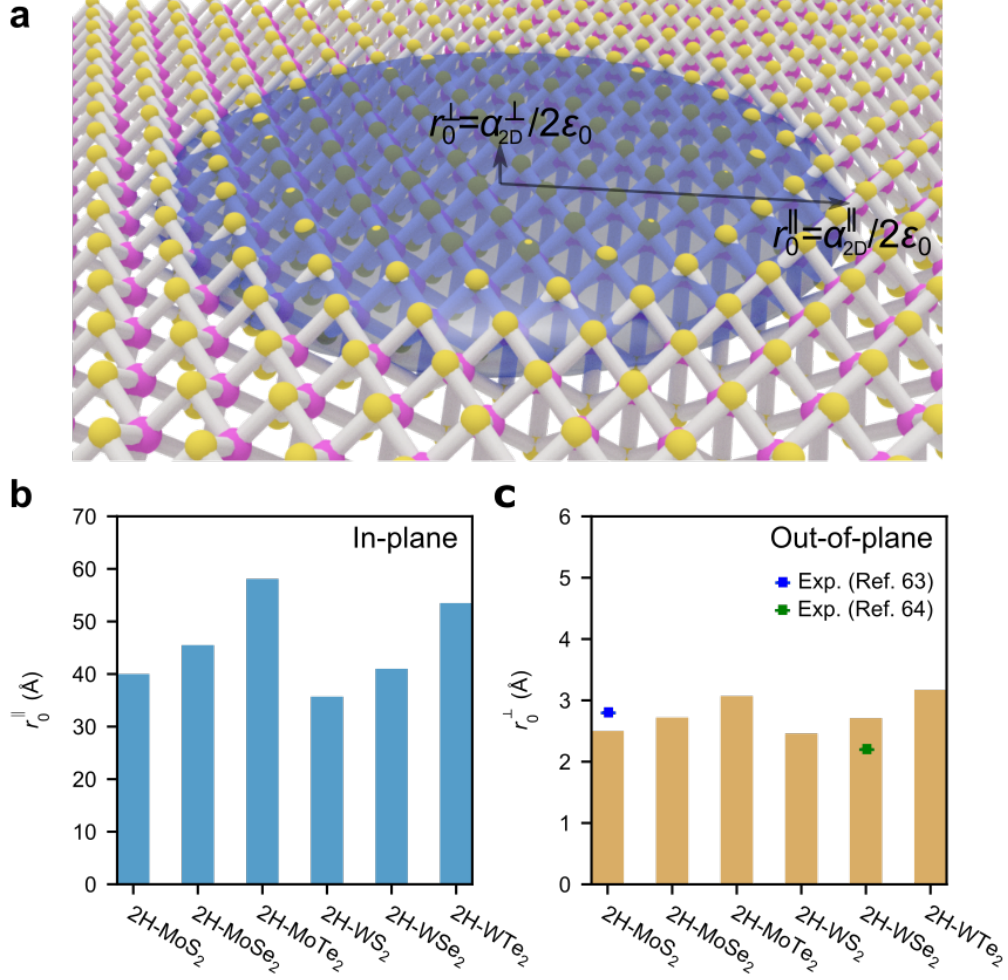 a
r₀⊥=α⊥2D/2ε₀
r₀∥=α∥2D/2ε₀
b
In-plane
r₀∥ (Å)
70
60
50
40
30
20
10
0
2H-MoS₂
2H-MoSe₂
2H-MoTe₂
2H-WS₂
2H-WSe₂
2H-WTe₂
c
Out-of-plane
Exp. (Ref. 63)
Exp. (Ref. 64)
r₀⊥ (Å)
6
5
4
3
2
1
0
2H-MoS₂
2H-MoSe₂
2H-MoTe₂
2H-WS₂
2H-WSe₂
2H-WTe₂